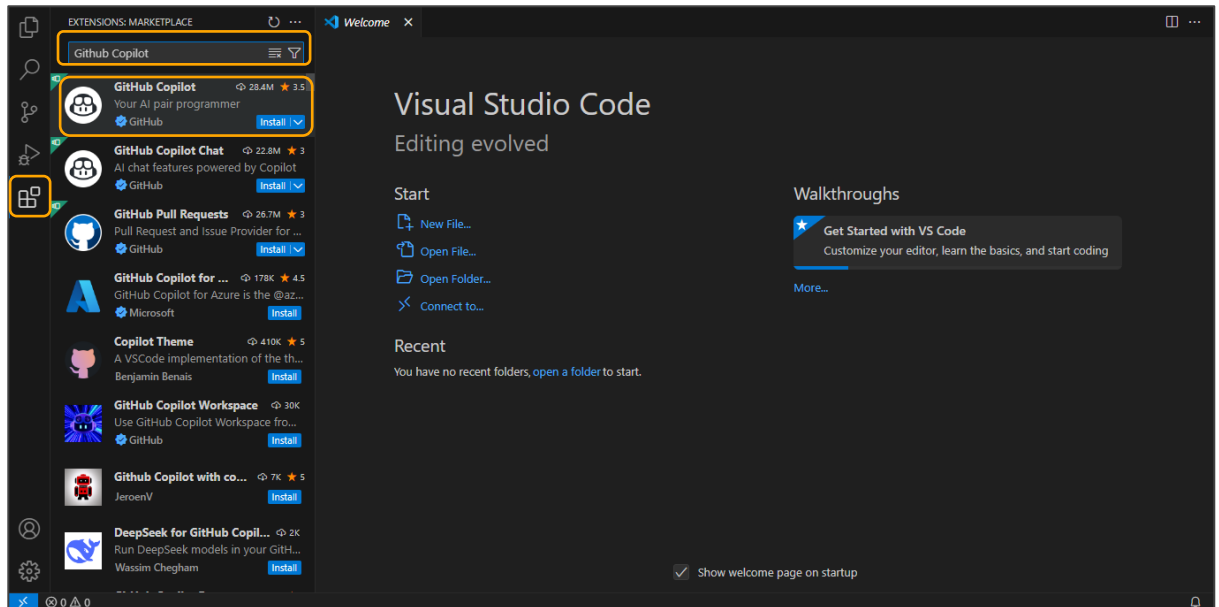 EXTENSIONS: MARKETPLACE
Github Copilot
GitHub Copilot 28.4M ★ 3.5
Your AI pair programmer
GitHub Install
GitHub Copilot Chat 22.8M ★ 3
AI chat features powered by Copilot
GitHub Install
GitHub Pull Requests 26.7M ★ 3
Pull Request and Issue Provider for ...
GitHub Install
GitHub Copilot for ... 178K ★ 4.5
GitHub Copilot for Azure is the @az...
Microsoft Install
Copilot Theme 410K ★ 5
A VSCode implementation of the th...
Benjamin Benais Install
GitHub Copilot Workspace 30K
Use GitHub Copilot Workspace fro...
GitHub Install
Github Copilot with co... 7K ★ 5
JeroenV Install
DeepSeek for GitHub Copil... 2K
Run DeepSeek models in your GitH...
Wassim Chegham Install
0 0
Welcome
Visual Studio Code
Editing evolved
Start
New File...
Open File...
Open Folder...
Connect to...
Recent
You have no recent folders, open a folder to start.
Walkthroughs
Get Started with VS Code
Customize your editor, learn the basics, and start coding
More...
Show welcome page on startup